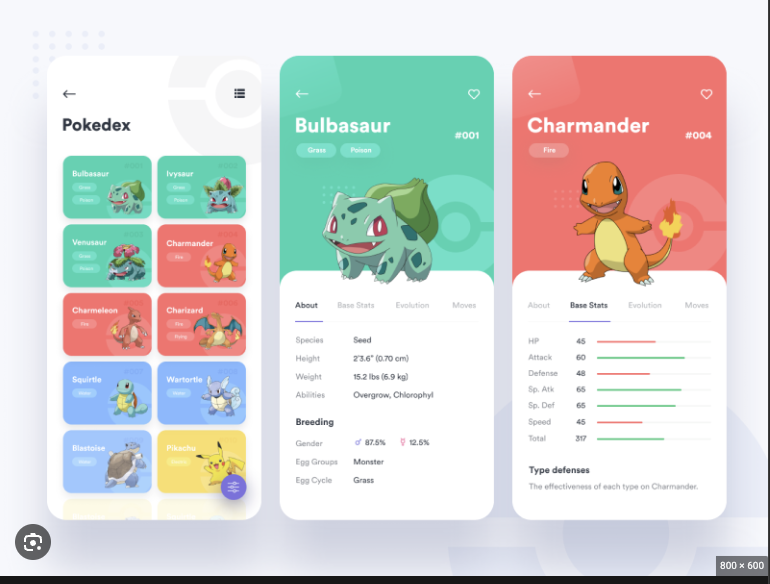 Pokedex
Bulbasaur
Grass
Poison
Ivysaur
Grass
Poison
Venusaur
Grass
Poison
Charmander
Fire
Charmeleon
Fire
Charizard
Fire
Flying
Squirtle
Water
Wartortle
Water
Blastoise
Water
Pikachu
Bulbasaur
#001
Grass
Poison
About Base Stats Evolution Moves
Species Seed
Height 2'3.6" (0.70 cm)
Weight 15.2 lbs (6.9 kg)
Abilities Overgrow, Chlorophyl
Breeding
Gender 87.5% 12.5%
Egg Groups Monster
Egg Cycle Grass
Charmander
#004
Fire
About Base Stats Evolution Moves
HP 45
Attack 60
Defense 48
Sp. Atk 65
Sp. Def 65
Speed 45
Total 317
Type defenses
The effectiveness of each type on Charmander.
800 × 600